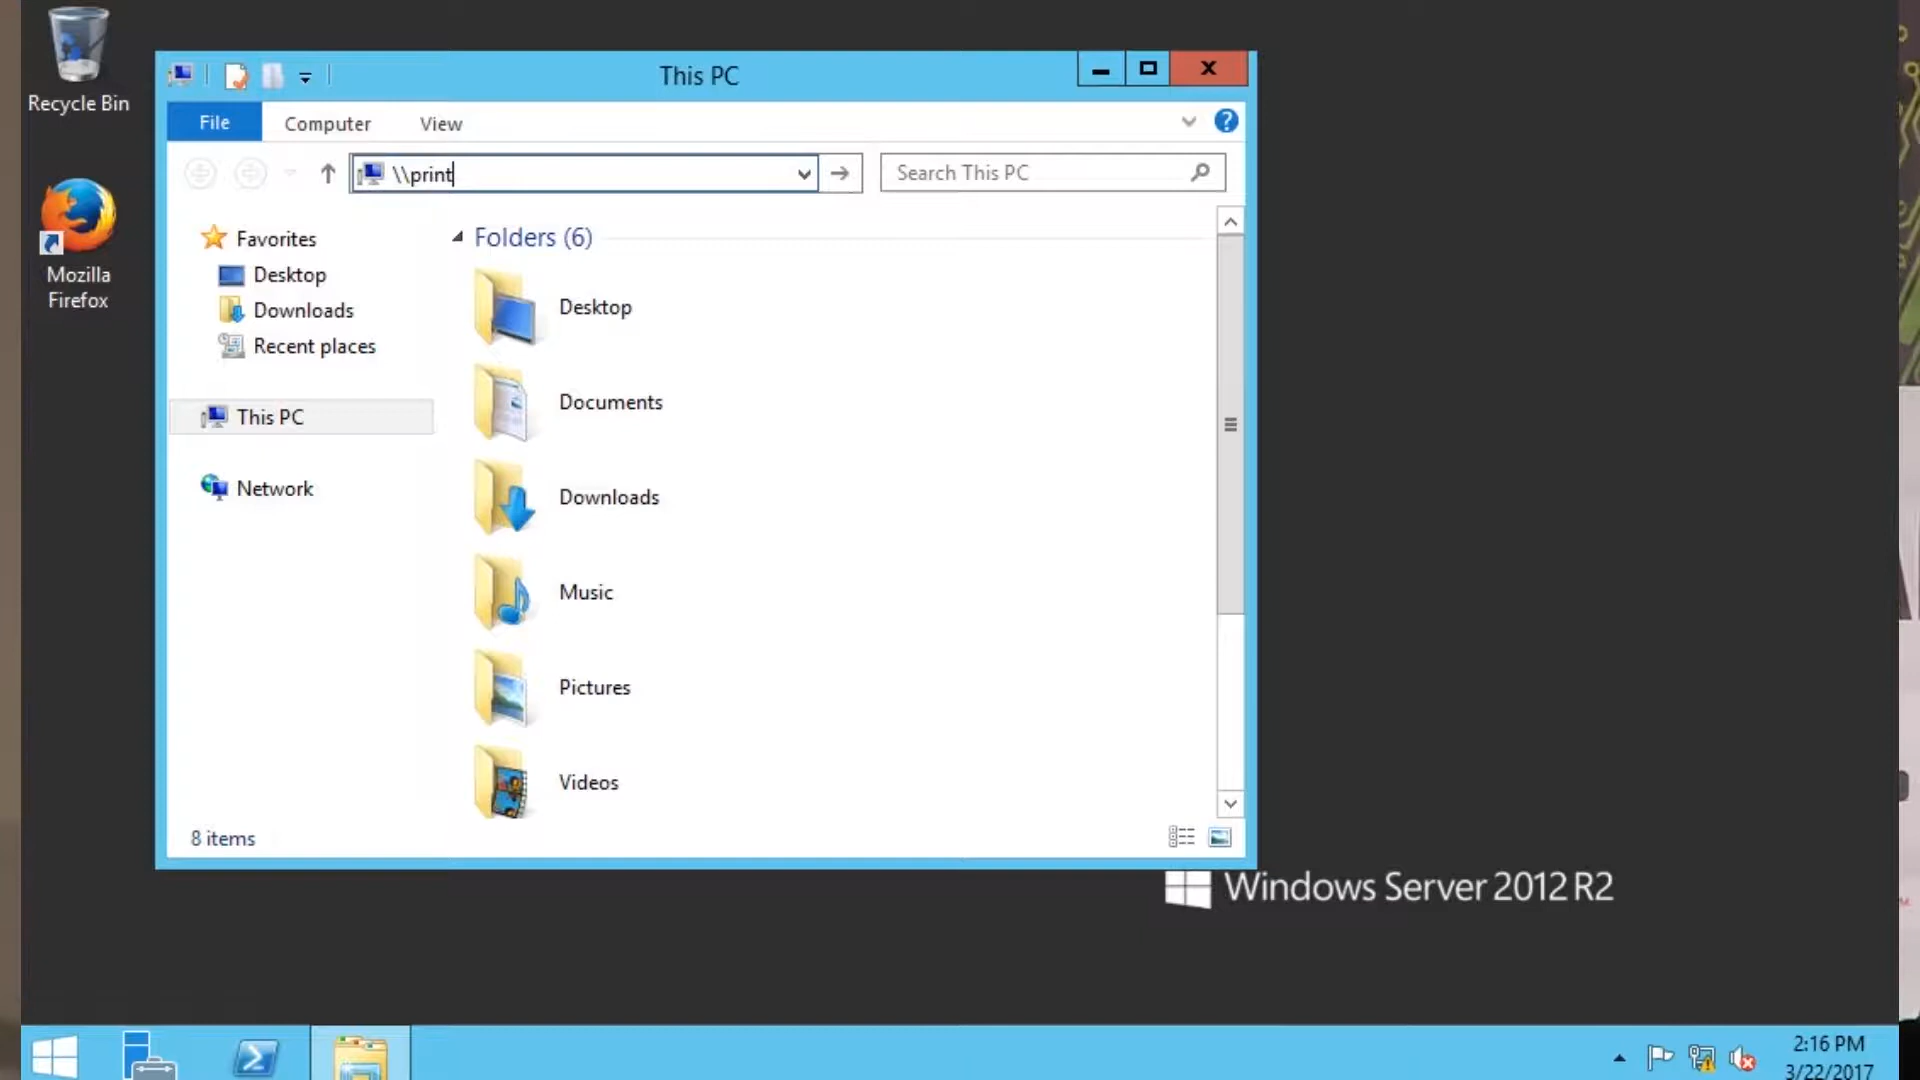 Recycle Bin
Mozilla
Firefox
This PC
File
Computer
View
\\print
Search This PC
Favorites
Desktop
Downloads
Recent places
This PC
Network
Folders (6)
Desktop
Documents
Downloads
Music
Pictures
Videos
8 items
Windows Server 2012 R2
2:16 PM
3/22/2017